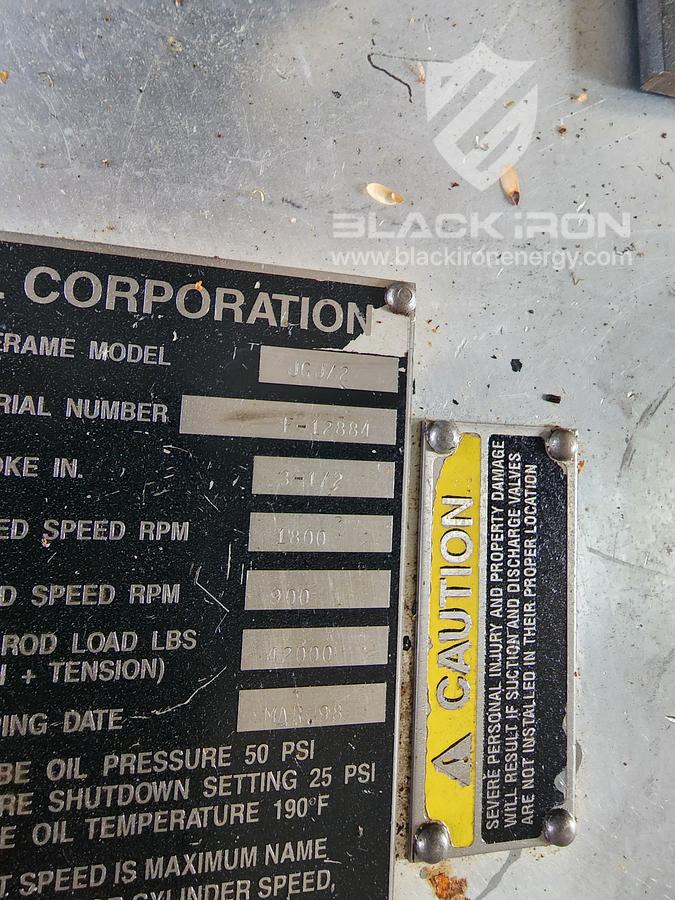 BLACK iRON
www.blackironenergy.com
CORPORATION
FRAME MODEL JGJ/2
RIAL NUMBER F-12884
OKE IN. 3-1/2
ED SPEED RPM 1800
D SPEED RPM 900
ROD LOAD LBS 42000
+ TENSION)
PING DATE 98
BE OIL PRESSURE 50 PSI
RE SHUTDOWN SETTING 25 PSI
E OIL TEMPERATURE 190°F
T SPEED IS MAXIMUM NAME
CYLINDER SPEED,
CAUTION
SEVERE PERSONAL INJURY AND PROPERTY DAMAGE
WILL RESULT IF SUCTION AND DISCHARGE VALVES
ARE NOT INSTALLED IN THEIR PROPER LOCATION